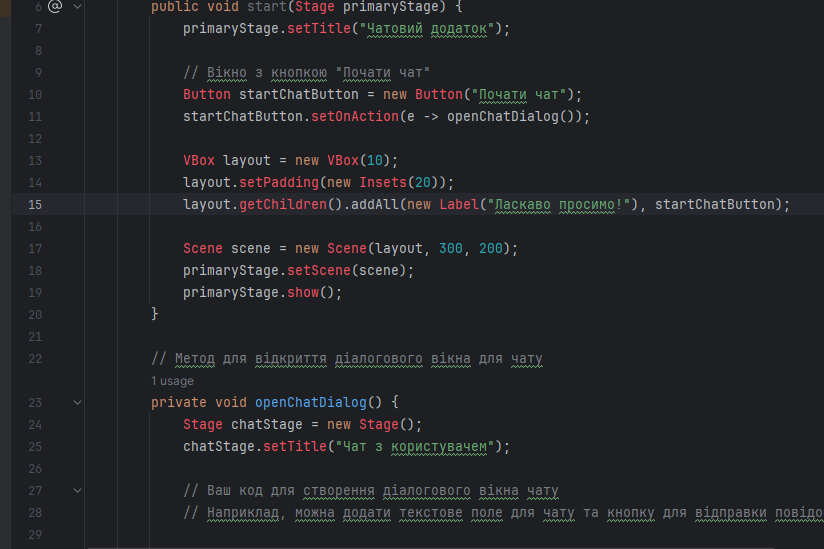 6 @ public void start(Stage primaryStage) {
7 primaryStage.setTitle("Чатовий додаток");
8
9 // Вікно з кнопкою "Почати чат"
10 Button startChatButton = new Button("Почати чат");
11 startChatButton.setOnAction(e -> openChatDialog());
12
13 VBox layout = new VBox(10);
14 layout.setPadding(new Insets(20));
15 layout.getChildren().addAll(new Label("Ласкаво просимо!"), startChatButton);
16
17 Scene scene = new Scene(layout, 300, 200);
18 primaryStage.setScene(scene);
19 primaryStage.show();
20 }
21
22 // Метод для відкриття діалогового вікна для чату
1 usage
23 private void openChatDialog() {
24 Stage chatStage = new Stage();
25 chatStage.setTitle("Чат з користувачем");
26
27 // Ваш код для створення діалогового вікна чату
28 // Наприклад, можна додати текстове поле для чату та кнопку для відправки
29